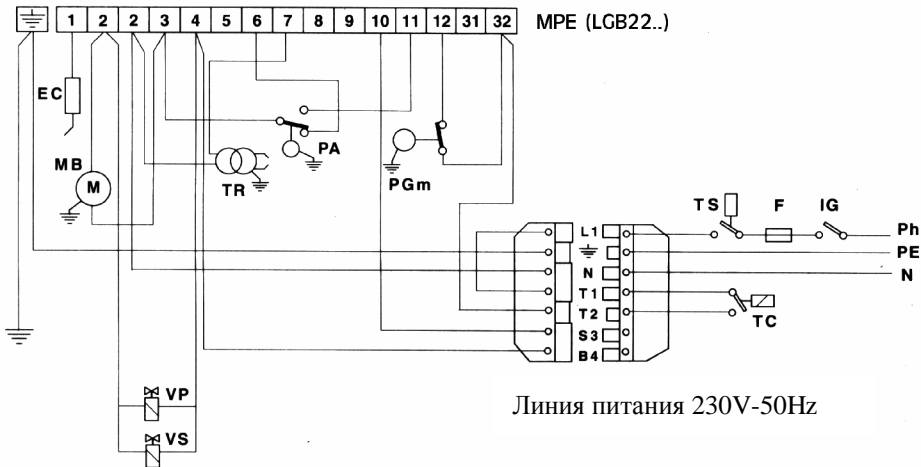 1 2 2 3 4 5 6 7 8 9 10 11 12 31 32 MPE (LGB22..)
EC
MB
M
TR
PA
PGm
TS F IG
L1 Ph
PE
N N
T1
T2 TC
S3
B4
VP
VS
Линия питания 230V-50Hz